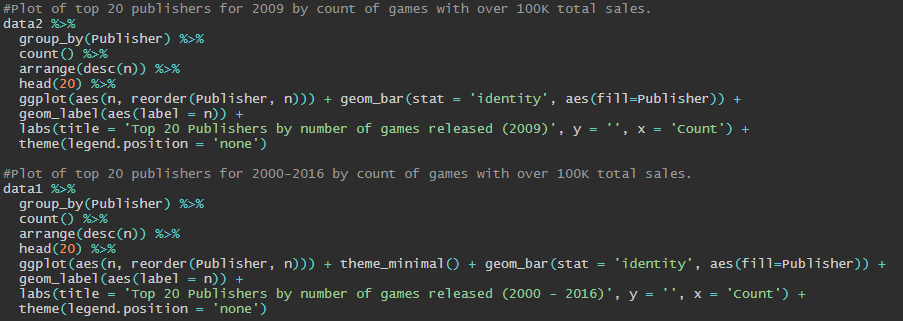 #Plot of top 20 publishers for 2009 by count of games with over 100K total sales.
data2 %>%
  group_by(Publisher) %>%
  count() %>%
  arrange(desc(n)) %>%
  head(20) %>%
  ggplot(aes(n, reorder(Publisher, n))) + geom_bar(stat = 'identity', aes(fill=Publisher)) +
  geom_label(aes(label = n)) +
  labs(title = 'Top 20 Publishers by number of games released (2009)', y = '', x = 'Count') +
  theme(legend.position = 'none')

#Plot of top 20 publishers for 2000-2016 by count of games with over 100K total sales.
data1 %>%
  group_by(Publisher) %>%
  count() %>%
  arrange(desc(n)) %>%
  head(20) %>%
  ggplot(aes(n, reorder(Publisher, n))) + theme_minimal() + geom_bar(stat = 'identity', aes(fill=Publisher)) +
  geom_label(aes(label = n)) +
  labs(title = 'Top 20 Publishers by number of games released (2000 - 2016)', y = '', x = 'Count') +
  theme(legend.position = 'none')